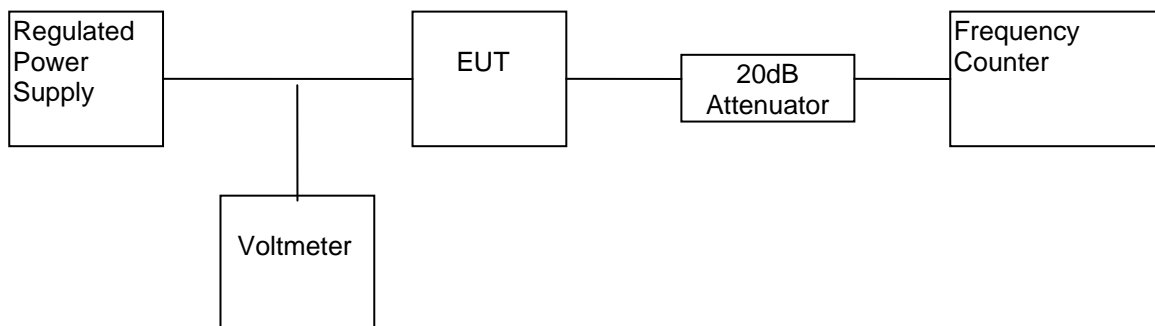 Regulated
Power
Supply
EUT
20dB
Attenuator
Frequency
Counter
Voltmeter